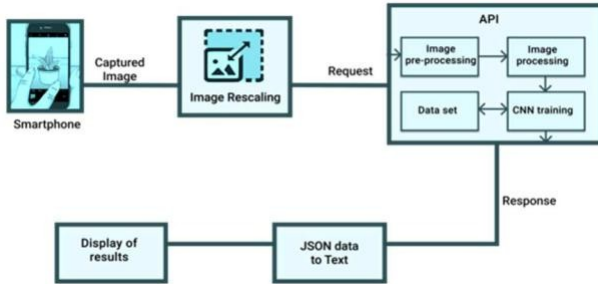 API
Captured
Image
Image Rescaling
Smartphone
Request
Image
pre-processing
Image
processing
Data set
CNN training
Response
Display of
results
JSON data
to Text